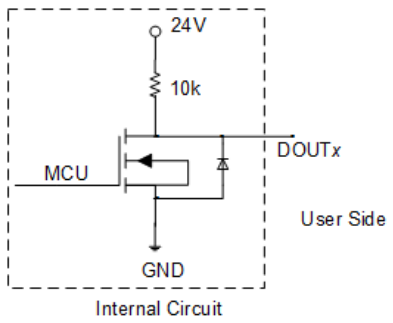 24V
10k
DOUTx
MCU
User Side
GND
Internal Circuit